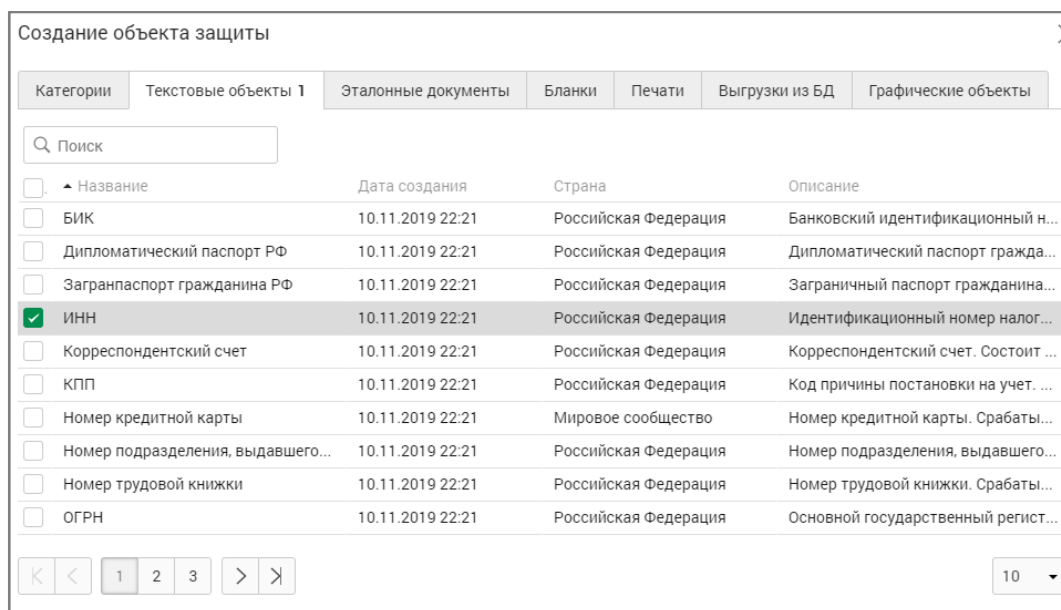 Создание объекта защиты
Категории Текстовые объекты 1 Эталонные документы Бланки Печати Выгрузки из БД Графические объекты
Поиск
Название Дата создания Страна Описание
БИК 10.11.2019 22:21 Российская Федерация Банковский идентификационный н...
Дипломатический паспорт РФ 10.11.2019 22:21 Российская Федерация Дипломатический паспорт гражда...
Загранпаспорт гражданина РФ 10.11.2019 22:21 Российская Федерация Заграничный паспорт гражданина...
ИНН 10.11.2019 22:21 Российская Федерация Идентификационный номер налог...
Корреспондентский счет 10.11.2019 22:21 Российская Федерация Корреспондентский счет. Состоит ...
КПП 10.11.2019 22:21 Российская Федерация Код причины постановки на учет. ...
Номер кредитной карты 10.11.2019 22:21 Мировое сообщество Номер кредитной карты. Срабаты...
Номер подразделения, выдавшего... 10.11.2019 22:21 Российская Федерация Номер подразделения, выдавшего...
Номер трудовой книжки 10.11.2019 22:21 Российская Федерация Номер трудовой книжки. Срабаты...
ОГРН 10.11.2019 22:21 Российская Федерация Основной государственный регист...
1 2 3 10